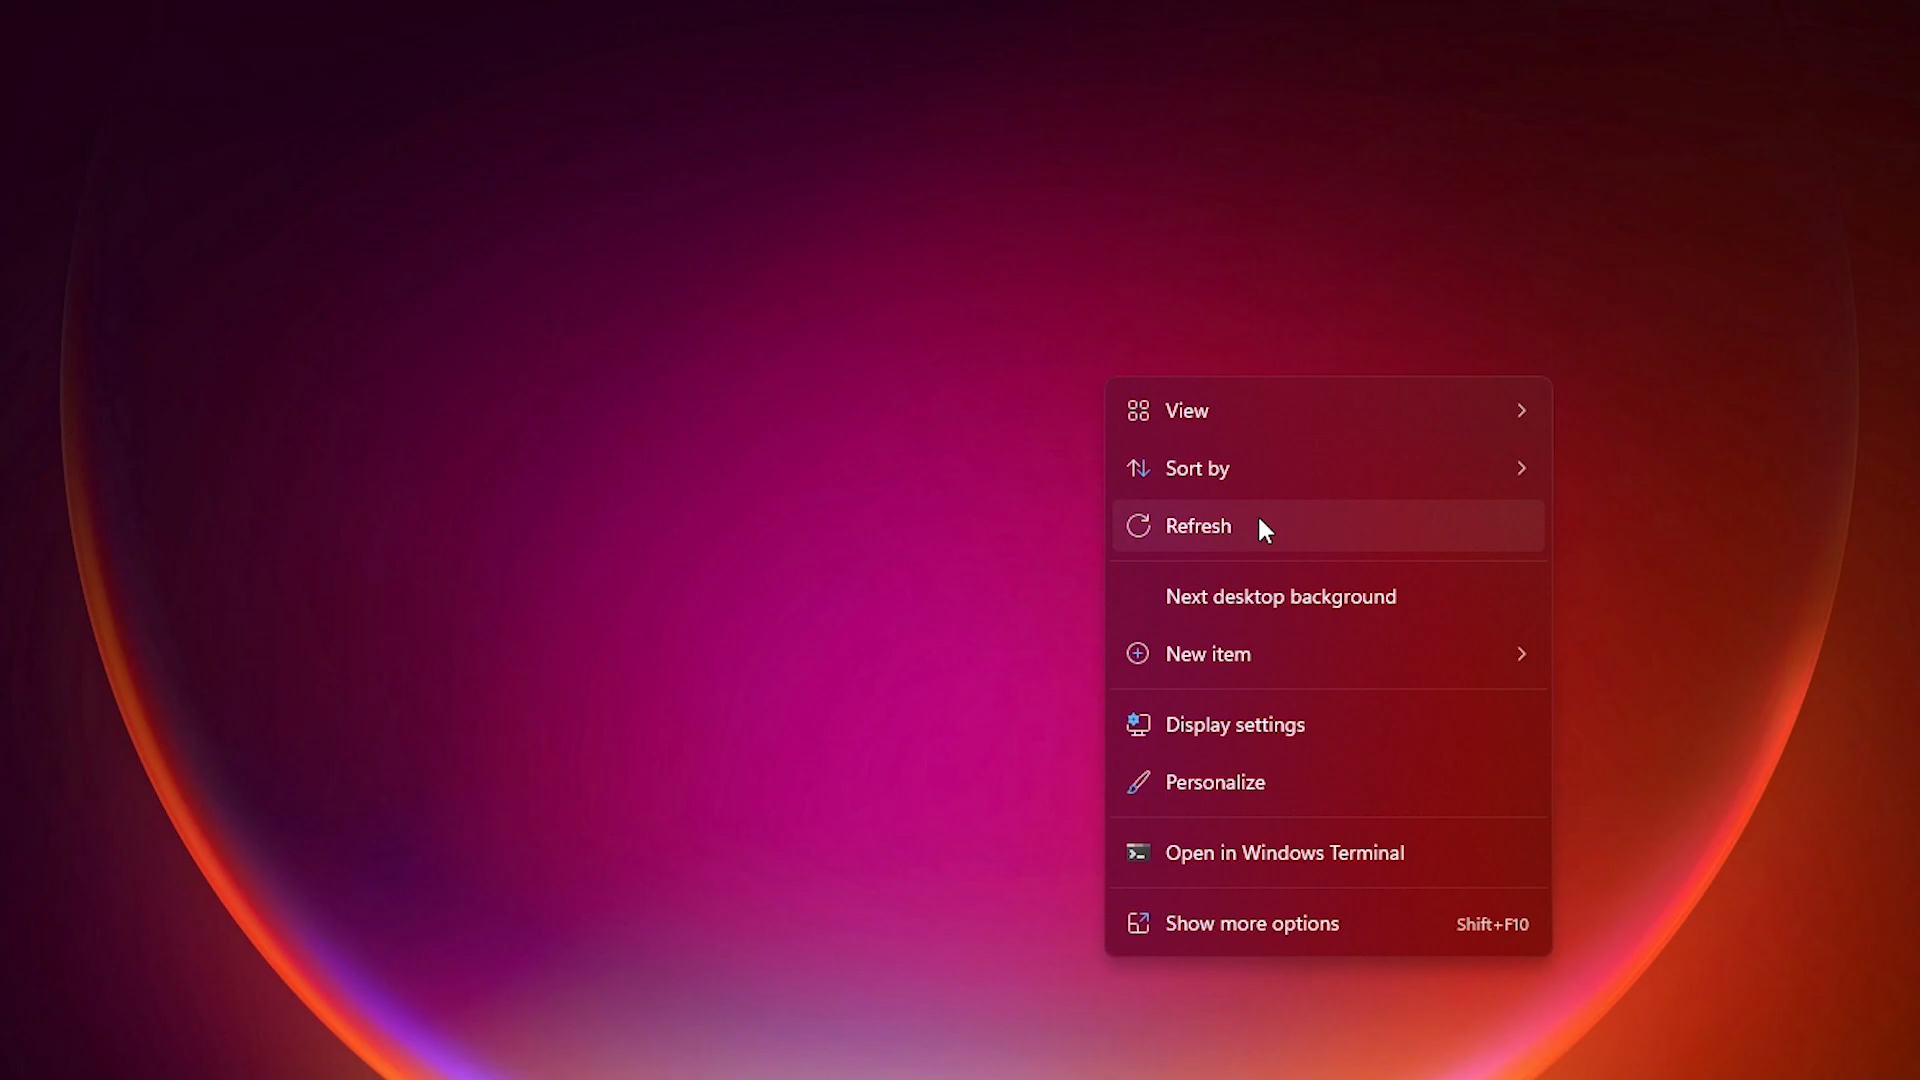 View
Sort by
Refresh
Next desktop background
New item
Display settings
Personalize
Open in Windows Terminal
Show more options Shift+F10